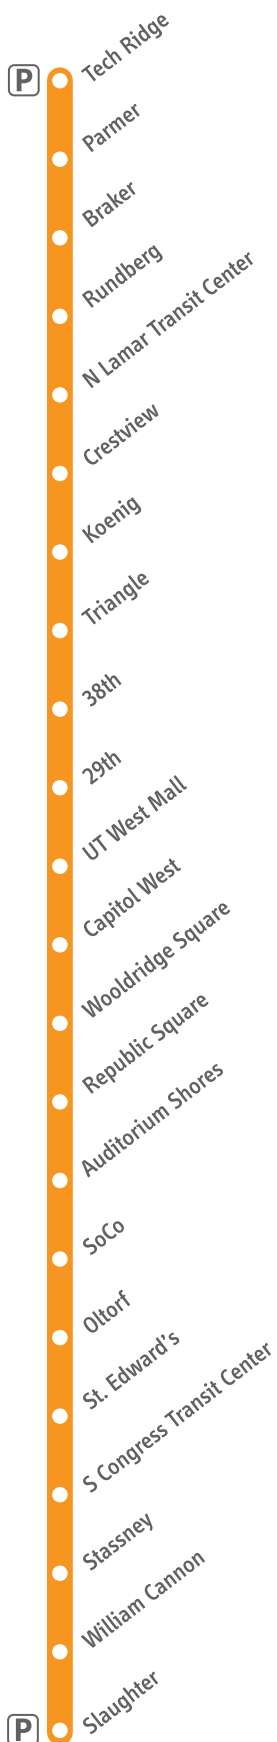 P
Tech Ridge
Parmer
Braker
Rundberg
N Lamar Transit Center
Crestview
Koenig
Triangle
38th
29th
UT West Mall
Capitol West
Wooldridge Square
Republic Square
Auditorium Shores
SoCo
Oltorf
St. Edward’s
S Congress Transit Center
Stassney
William Cannon
P
Slaughter